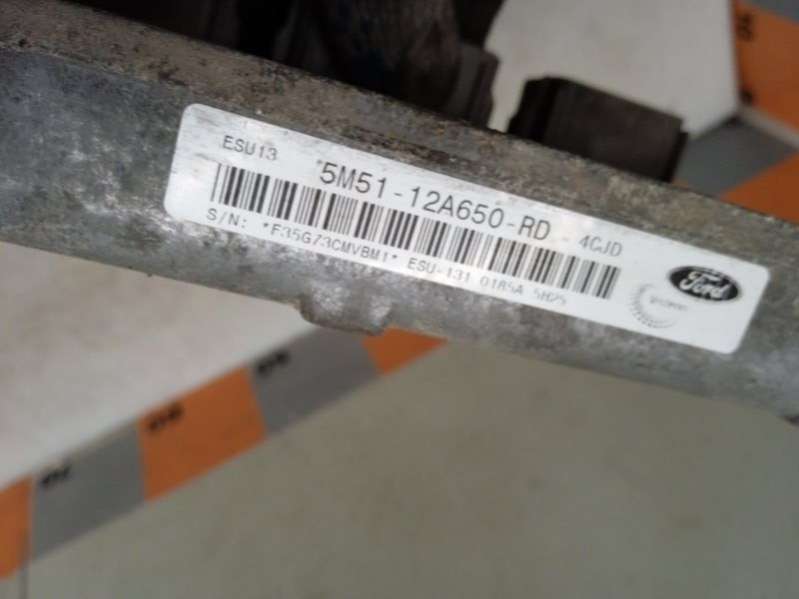 ESU13 5M51-12A650-RD 4CJD
S/N: *F35G73CMVBM1* ESU-131 0185A 5H25
Ford